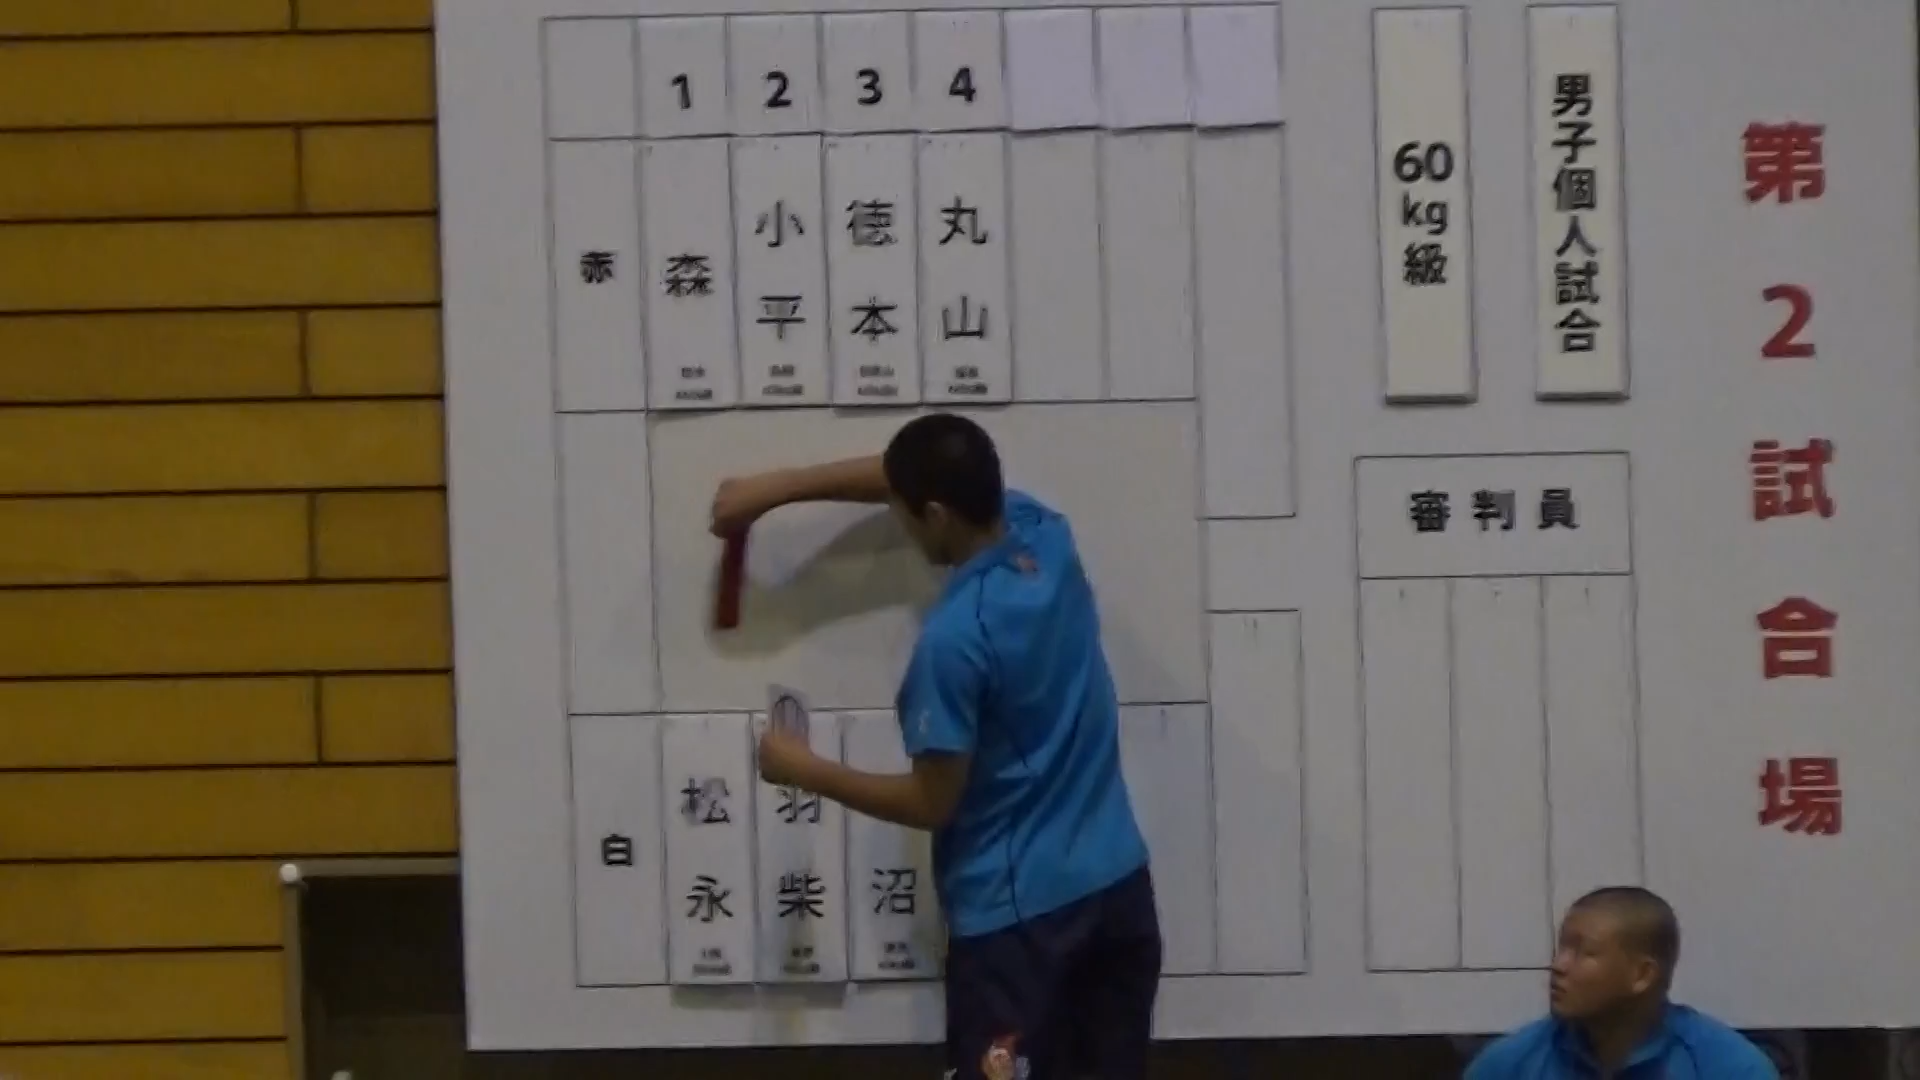 1 2 3 4
赤 森 小平 徳本 丸山
白 松永 羽柴 沼
60kg級
男子個人試合
審判員
第2試合場